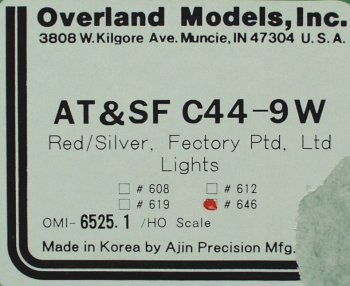 Overland Models, Inc.
3808 W. Kilgore Ave. Muncie, IN 47304 U.S.A.
AT&SF C44-9W
Red/Silver, Fectory Ptd, Ltd
Lights
# 608 # 612
# 619 # 646
OMI-6525.1 /HO Scale
Made in Korea by Ajin Precision Mfg.